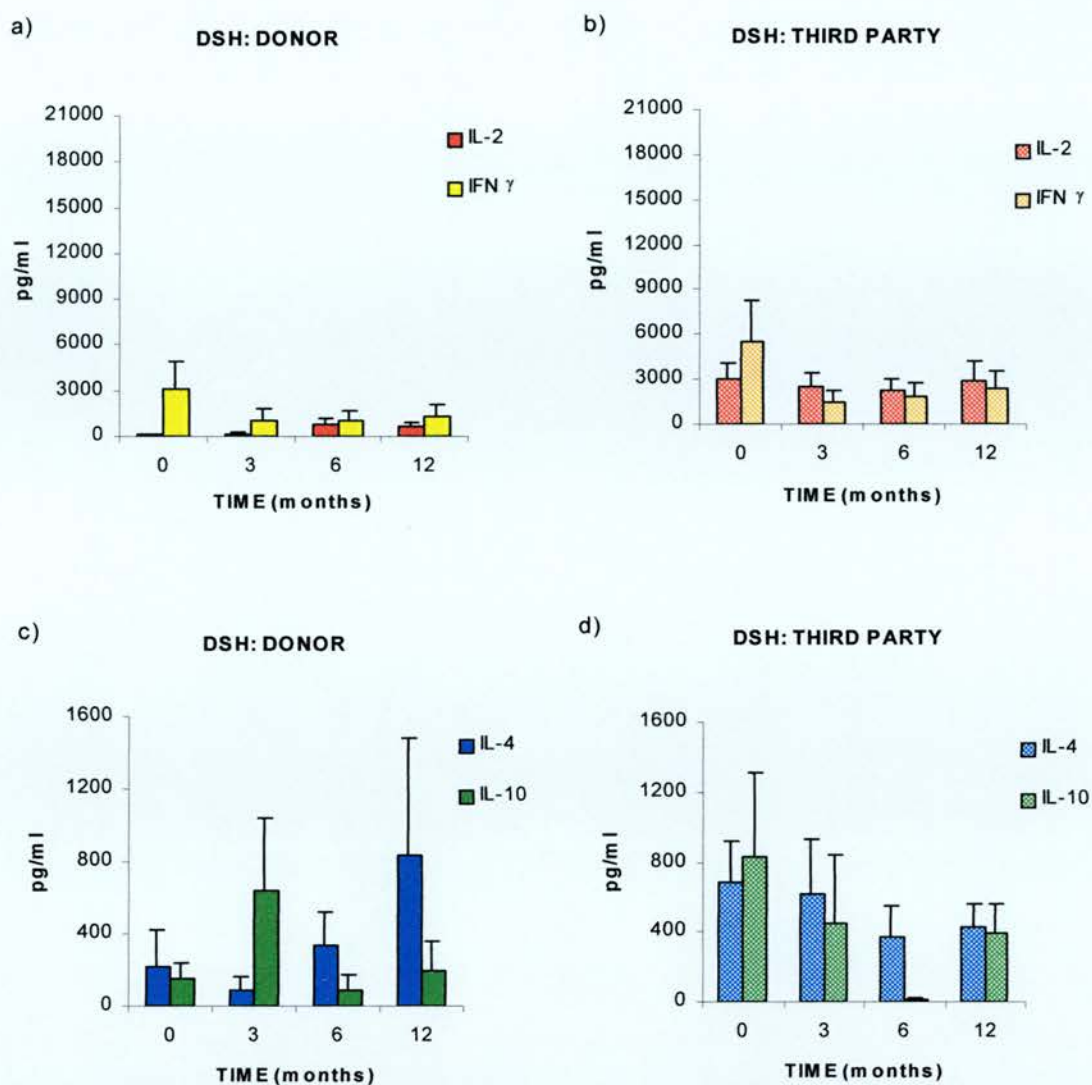 a)
DSH: DONOR
21000
18000
15000
12000
9000
6000
3000
0
pg/ml
IL-2
IFN γ
0 3 6 12
TIME (months)
b)
DSH: THIRD PARTY
21000
18000
15000
12000
9000
6000
3000
0
pg/ml
IL-2
IFN γ
0 3 6 12
TIME (months)
c)
DSH: DONOR
1600
1200
800
400
0
pg/ml
IL-4
IL-10
0 3 6 12
TIME (months)
d)
DSH: THIRD PARTY
1600
1200
800
400
0
pg/ml
IL-4
IL-10
0 3 6 12
TIME (months)